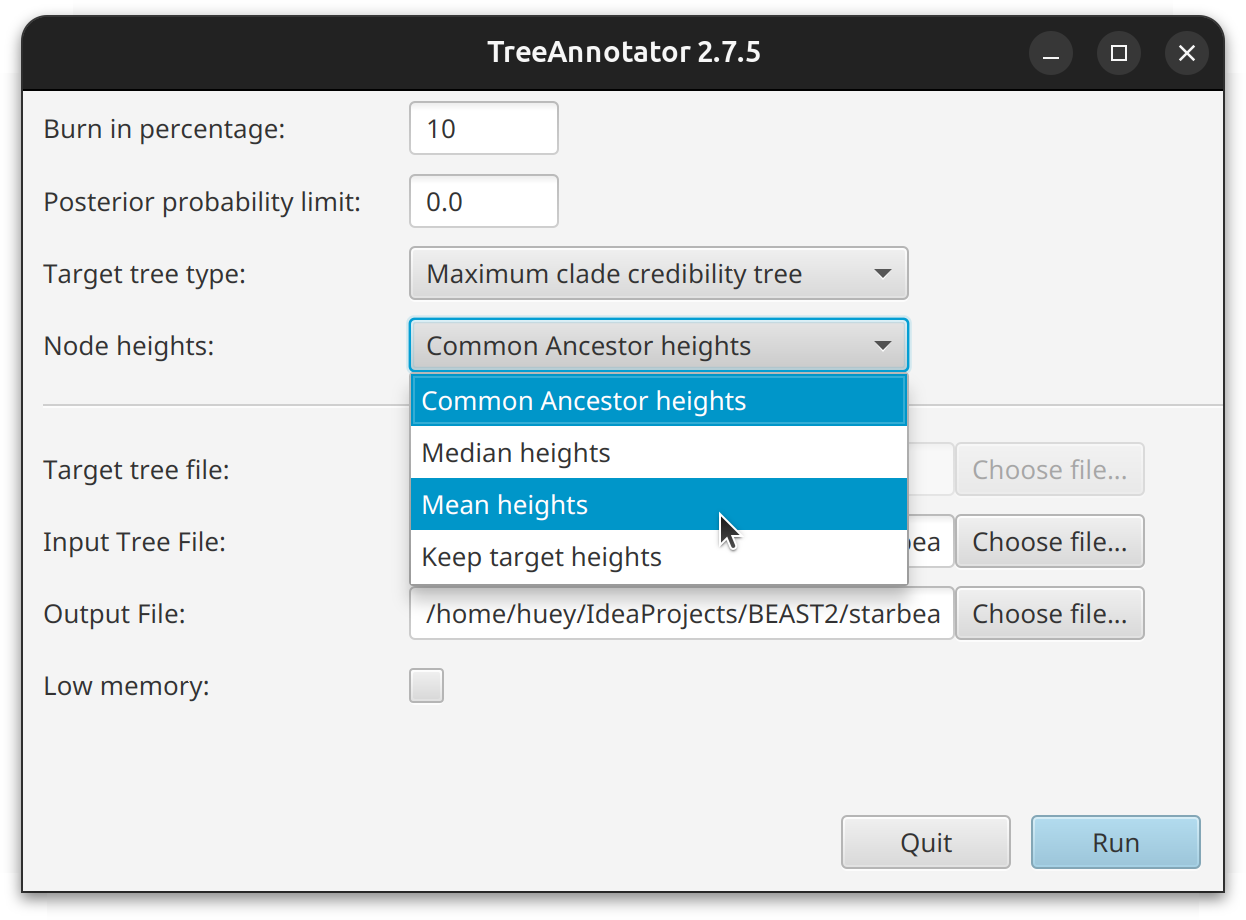 TreeAnnotator 2.7.5
Burn in percentage: 10
Posterior probability limit: 0.0
Target tree type: Maximum clade credibility tree
Node heights: Common Ancestor heights
Common Ancestor heights
Median heights
Mean heights
Keep target heights
Target tree file: Choose file...
Input Tree File: Choose file...
Output File: /home/huey/IdeaProjects/BEAST2/starbea Choose file...
Low memory:
Quit Run